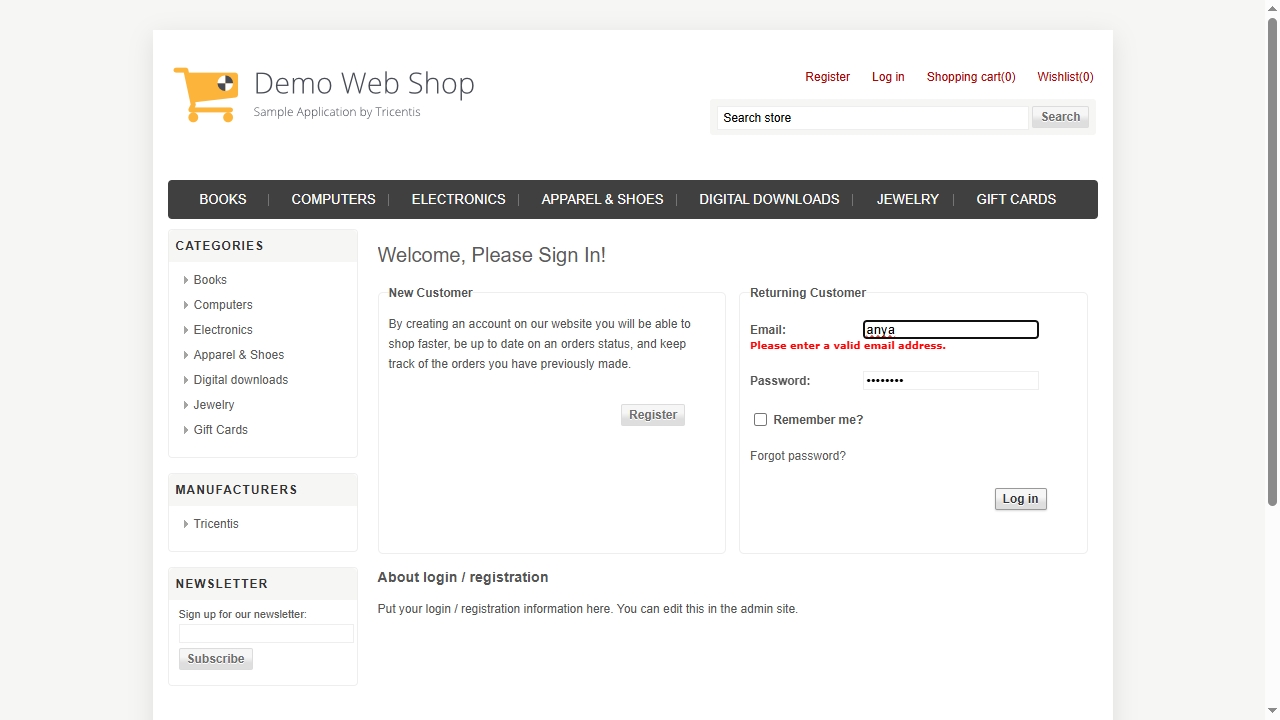 Demo Web Shop
Sample Application by Tricentis
Register
Log in
Shopping cart(0)
Wishlist(0)
Search store
Search
BOOKS
COMPUTERS
ELECTRONICS
APPAREL & SHOES
DIGITAL DOWNLOADS
JEWELRY
GIFT CARDS
CATEGORIES
Books
Computers
Electronics
Apparel & Shoes
Digital downloads
Jewelry
Gift Cards
MANUFACTURERS
Tricentis
NEWSLETTER
Sign up for our newsletter:
Subscribe
Welcome, Please Sign In!
New Customer
By creating an account on our website you will be able to
shop faster, be up to date on an orders status, and keep
track of the orders you have previously made.
Register
Returning Customer
Email:
anya
Please enter a valid email address.
Password:
••••••••
Remember me?
Forgot password?
Log in
About login / registration
Put your login / registration information here. You can edit this in the admin site.